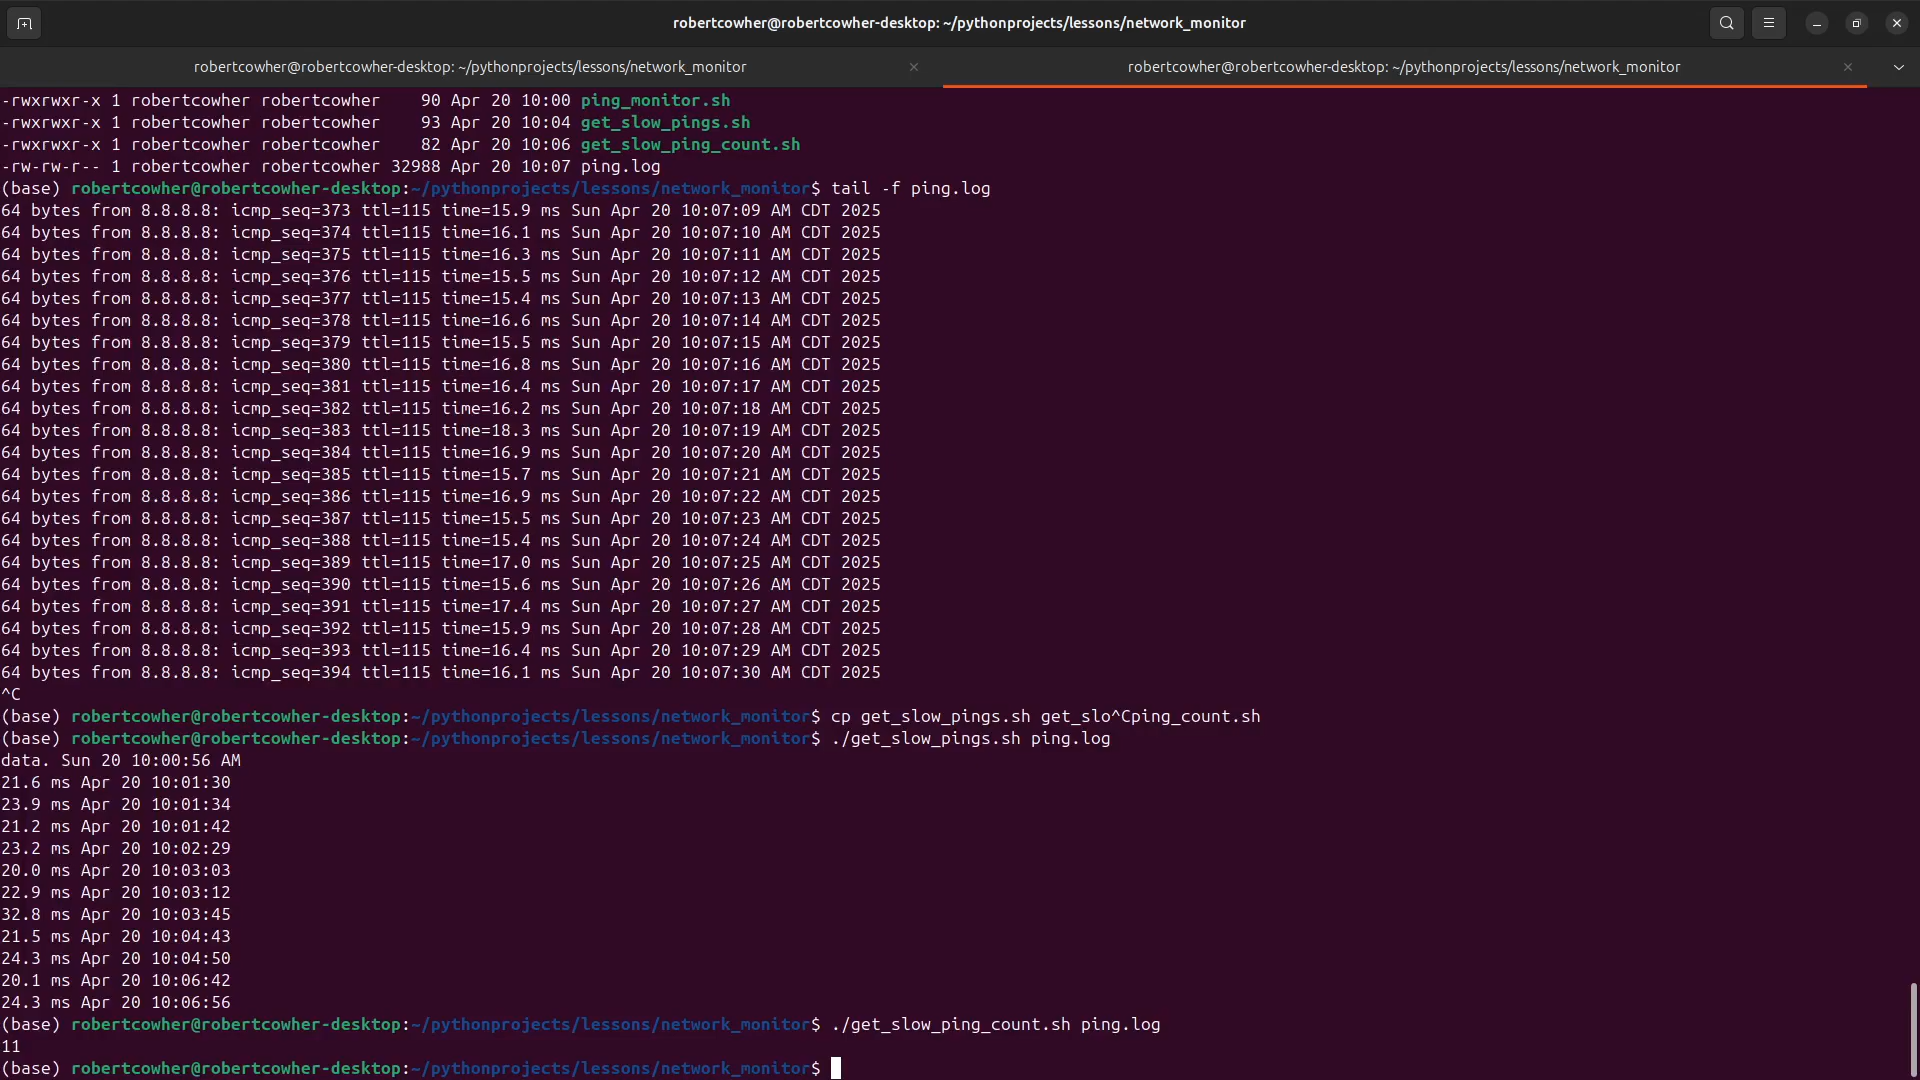 robertcowher@robertcowher-desktop: ~/pythonprojects/lessons/network_monitor
robertcowher@robertcowher-desktop: ~/pythonprojects/lessons/network_monitor
robertcowher@robertcowher-desktop: ~/pythonprojects/lessons/network_monitor
-rwxrwxr-x 1 robertcowher robertcowher    90 Apr 20 10:00 ping_monitor.sh
-rwxrwxr-x 1 robertcowher robertcowher    93 Apr 20 10:04 get_slow_pings.sh
-rwxrwxr-x 1 robertcowher robertcowher    82 Apr 20 10:06 get_slow_ping_count.sh
-rw-rw-r-- 1 robertcowher robertcowher 32988 Apr 20 10:07 ping.log
(base) robertcowher@robertcowher-desktop:~/pythonprojects/lessons/network_monitor$ tail -f ping.log
64 bytes from 8.8.8.8: icmp_seq=373 ttl=115 time=15.9 ms Sun Apr 20 10:07:09 AM CDT 2025
64 bytes from 8.8.8.8: icmp_seq=374 ttl=115 time=16.1 ms Sun Apr 20 10:07:10 AM CDT 2025
64 bytes from 8.8.8.8: icmp_seq=375 ttl=115 time=16.3 ms Sun Apr 20 10:07:11 AM CDT 2025
64 bytes from 8.8.8.8: icmp_seq=376 ttl=115 time=15.5 ms Sun Apr 20 10:07:12 AM CDT 2025
64 bytes from 8.8.8.8: icmp_seq=377 ttl=115 time=15.4 ms Sun Apr 20 10:07:13 AM CDT 2025
64 bytes from 8.8.8.8: icmp_seq=378 ttl=115 time=16.6 ms Sun Apr 20 10:07:14 AM CDT 2025
64 bytes from 8.8.8.8: icmp_seq=379 ttl=115 time=15.5 ms Sun Apr 20 10:07:15 AM CDT 2025
64 bytes from 8.8.8.8: icmp_seq=380 ttl=115 time=16.8 ms Sun Apr 20 10:07:16 AM CDT 2025
64 bytes from 8.8.8.8: icmp_seq=381 ttl=115 time=16.4 ms Sun Apr 20 10:07:17 AM CDT 2025
64 bytes from 8.8.8.8: icmp_seq=382 ttl=115 time=16.2 ms Sun Apr 20 10:07:18 AM CDT 2025
64 bytes from 8.8.8.8: icmp_seq=383 ttl=115 time=18.3 ms Sun Apr 20 10:07:19 AM CDT 2025
64 bytes from 8.8.8.8: icmp_seq=384 ttl=115 time=16.9 ms Sun Apr 20 10:07:20 AM CDT 2025
64 bytes from 8.8.8.8: icmp_seq=385 ttl=115 time=15.7 ms Sun Apr 20 10:07:21 AM CDT 2025
64 bytes from 8.8.8.8: icmp_seq=386 ttl=115 time=16.9 ms Sun Apr 20 10:07:22 AM CDT 2025
64 bytes from 8.8.8.8: icmp_seq=387 ttl=115 time=15.5 ms Sun Apr 20 10:07:23 AM CDT 2025
64 bytes from 8.8.8.8: icmp_seq=388 ttl=115 time=15.4 ms Sun Apr 20 10:07:24 AM CDT 2025
64 bytes from 8.8.8.8: icmp_seq=389 ttl=115 time=17.0 ms Sun Apr 20 10:07:25 AM CDT 2025
64 bytes from 8.8.8.8: icmp_seq=390 ttl=115 time=15.6 ms Sun Apr 20 10:07:26 AM CDT 2025
64 bytes from 8.8.8.8: icmp_seq=391 ttl=115 time=17.4 ms Sun Apr 20 10:07:27 AM CDT 2025
64 bytes from 8.8.8.8: icmp_seq=392 ttl=115 time=15.9 ms Sun Apr 20 10:07:28 AM CDT 2025
64 bytes from 8.8.8.8: icmp_seq=393 ttl=115 time=16.4 ms Sun Apr 20 10:07:29 AM CDT 2025
64 bytes from 8.8.8.8: icmp_seq=394 ttl=115 time=16.1 ms Sun Apr 20 10:07:30 AM CDT 2025
^C
(base) robertcowher@robertcowher-desktop:~/pythonprojects/lessons/network_monitor$ cp get_slow_pings.sh get_slo^Cping_count.sh
(base) robertcowher@robertcowher-desktop:~/pythonprojects/lessons/network_monitor$ ./get_slow_pings.sh ping.log
data. Sun 20 10:00:56 AM
21.6 ms Apr 20 10:01:30
23.9 ms Apr 20 10:01:34
21.2 ms Apr 20 10:01:42
23.2 ms Apr 20 10:02:29
20.0 ms Apr 20 10:03:03
22.9 ms Apr 20 10:03:12
32.8 ms Apr 20 10:03:45
21.5 ms Apr 20 10:04:43
24.3 ms Apr 20 10:04:50
20.1 ms Apr 20 10:06:42
24.3 ms Apr 20 10:06:56
(base) robertcowher@robertcowher-desktop:~/pythonprojects/lessons/network_monitor$ ./get_slow_ping_count.sh ping.log
11
(base) robertcowher@robertcowher-desktop:~/pythonprojects/lessons/network_monitor$